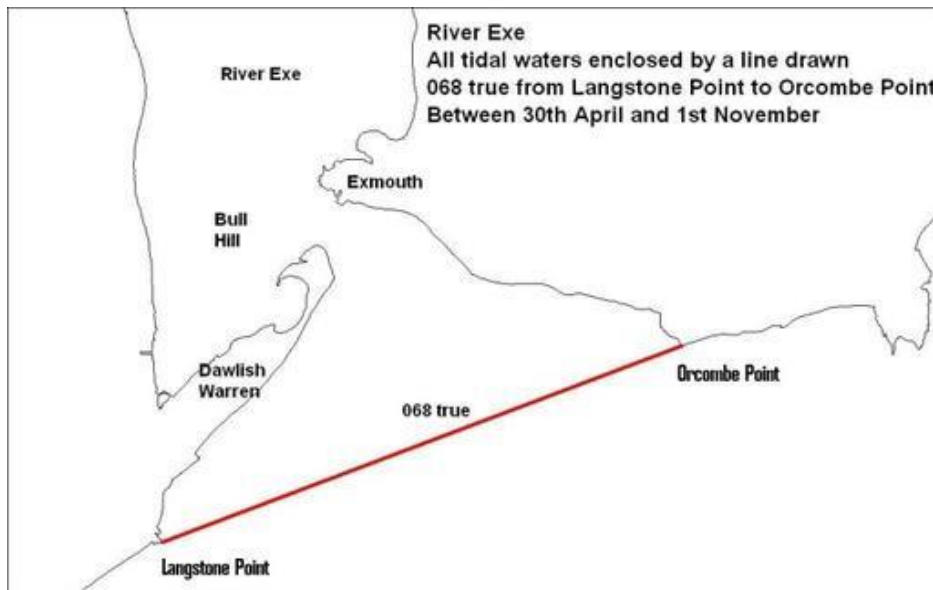 River Exe
All tidal waters enclosed by a line drawn
068 true from Langstone Point to Orcombe Point
Between 30th April and 1st November
River Exe
Exmouth
Bull
Hill
Dawlish
Warren
Orcombe Point
068 true
Langstone Point